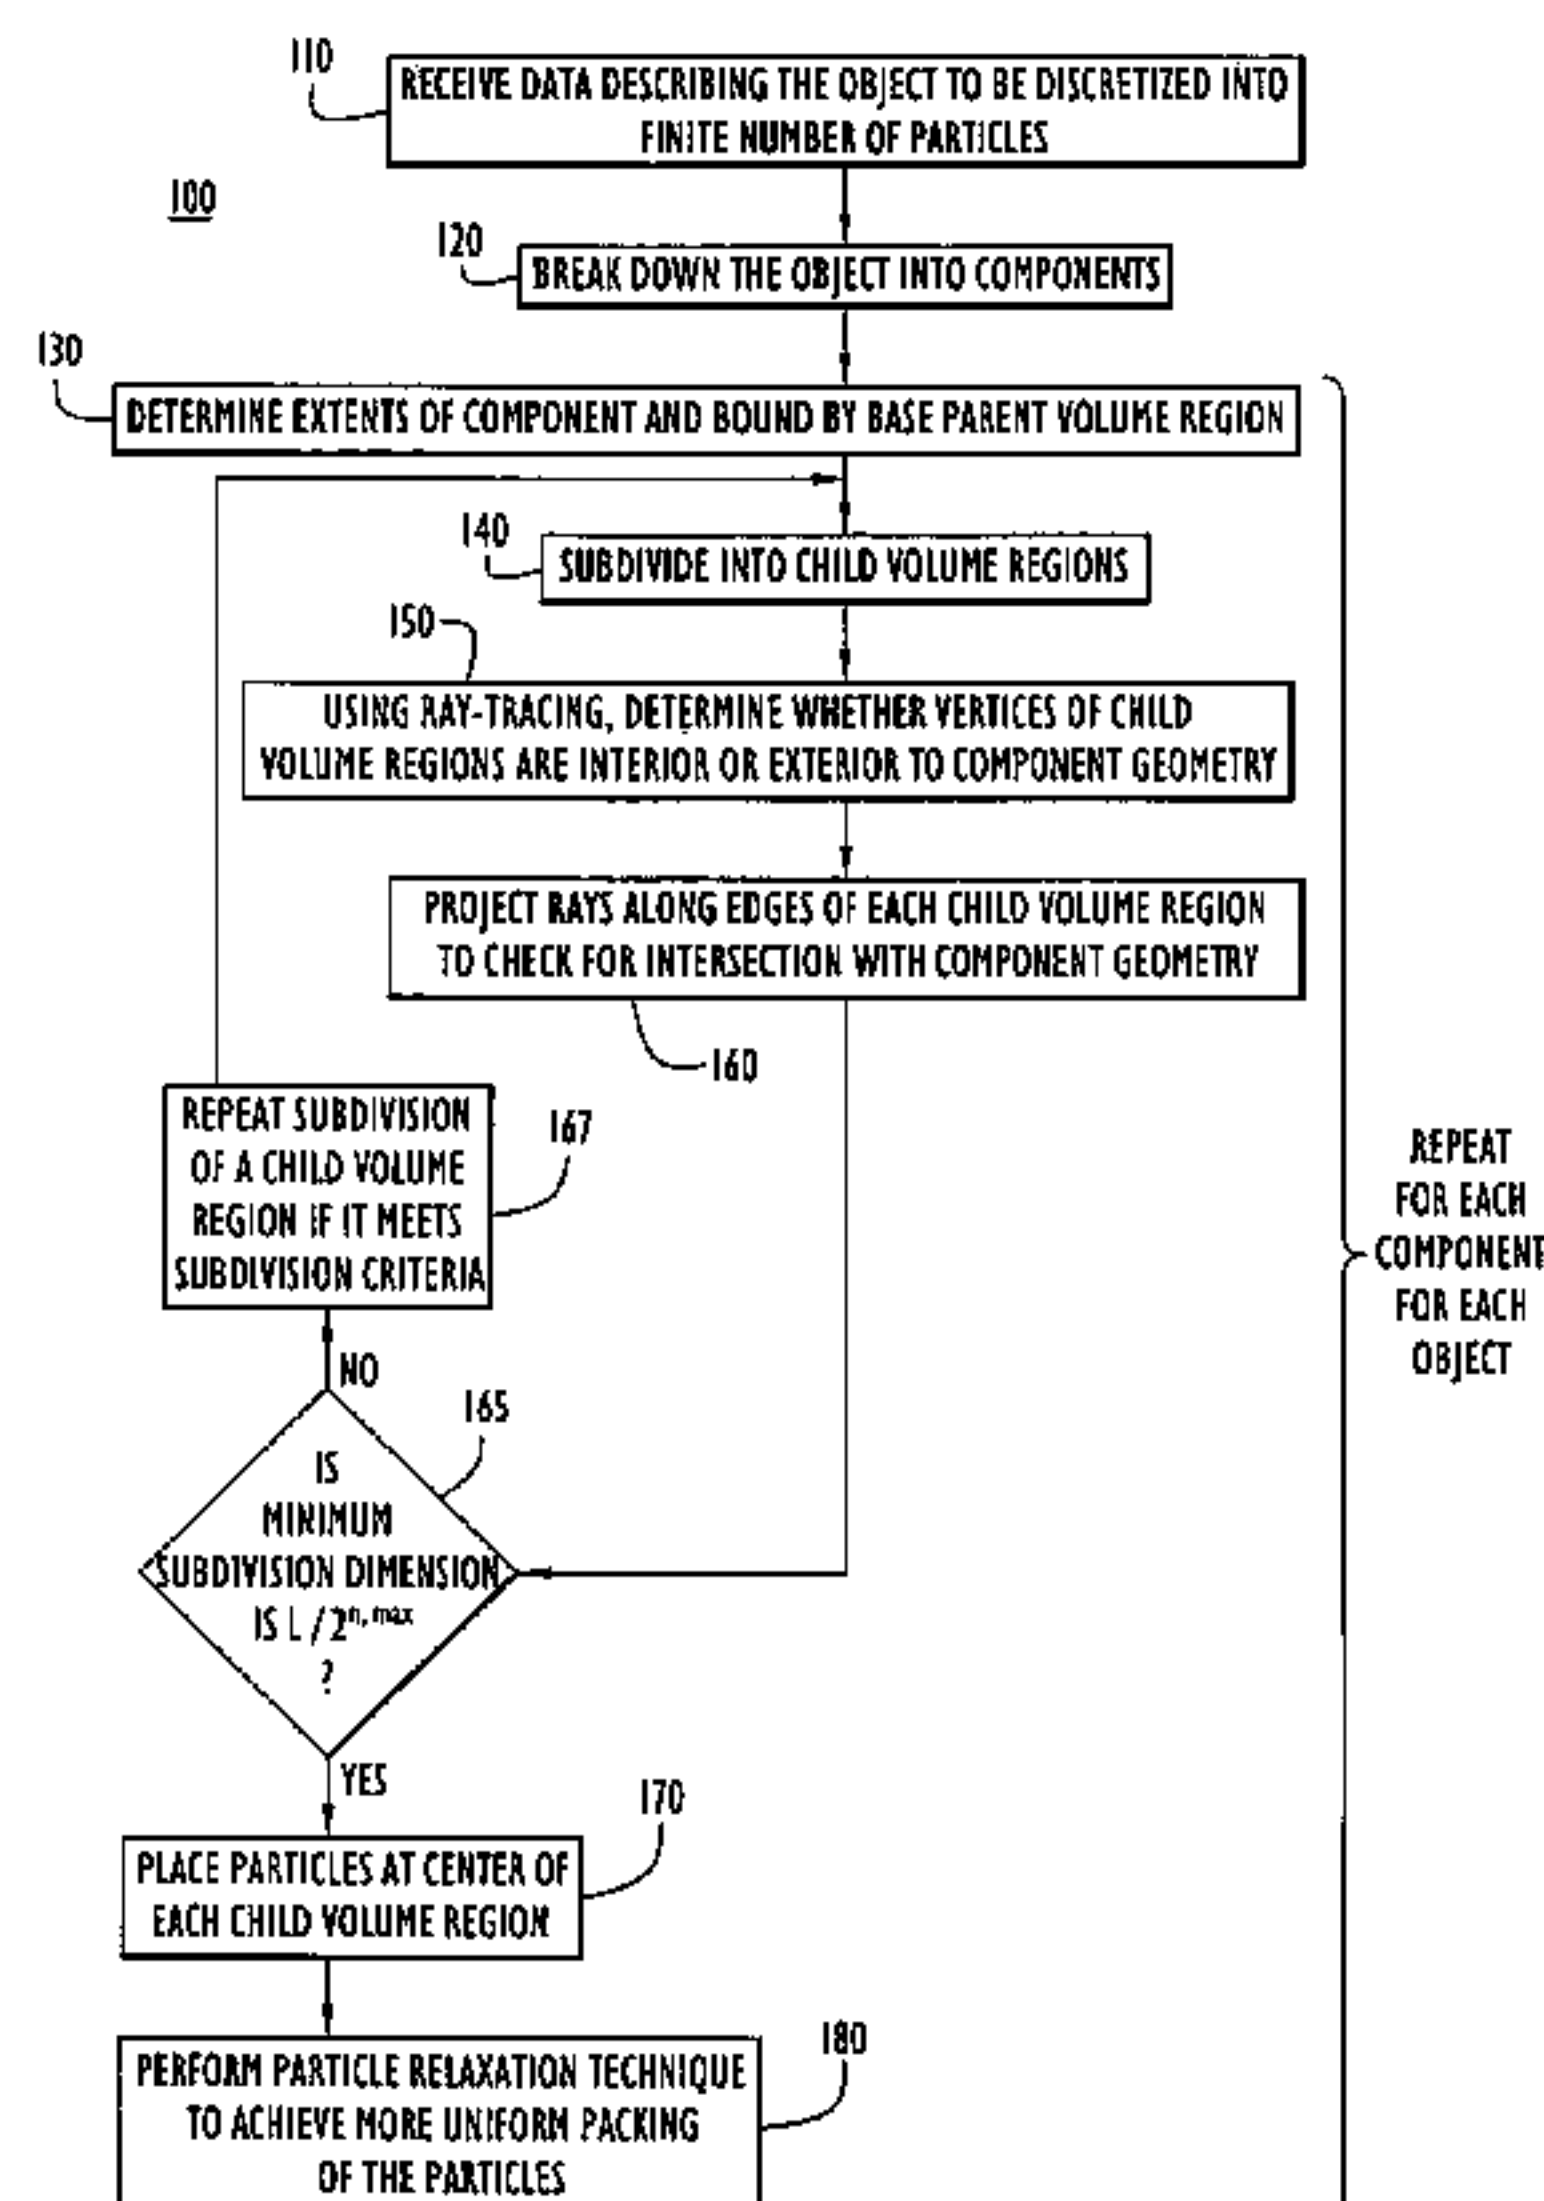 110
RECEIVE DATA DESCRIBING THE OBJECT TO BE DISCRETIZED INTO
FINITE NUMBER OF PARTICLES
100
120
BREAK DOWN THE OBJECT INTO COMPONENTS
130
DETERMINE EXTENTS OF COMPONENT AND BOUND BY BASE PARENT VOLUME REGION
140
SUBDIVIDE INTO CHILD VOLUME REGIONS
150
USING RAY-TRACING, DETERMINE WHETHER VERTICES OF CHILD
VOLUME REGIONS ARE INTERIOR OR EXTERIOR TO COMPONENT GEOMETRY
PROJECT RAYS ALONG EDGES OF EACH CHILD VOLUME REGION
TO CHECK FOR INTERSECTION WITH COMPONENT GEOMETRY
160
REPEAT SUBDIVISION
OF A CHILD VOLUME
REGION IF IT MEETS
SUBDIVISION CRITERIA
167
REPEAT
FOR EACH
COMPONENT
FOR EACH
OBJECT
NO
165
IS
MINIMUM
SUBDIVISION DIMENSION
IS L / 2^n, max
?
YES
170
PLACE PARTICLES AT CENTER OF
EACH CHILD VOLUME REGION
180
PERFORM PARTICLE RELAXATION TECHNIQUE
TO ACHIEVE MORE UNIFORM PACKING
OF THE PARTICLES